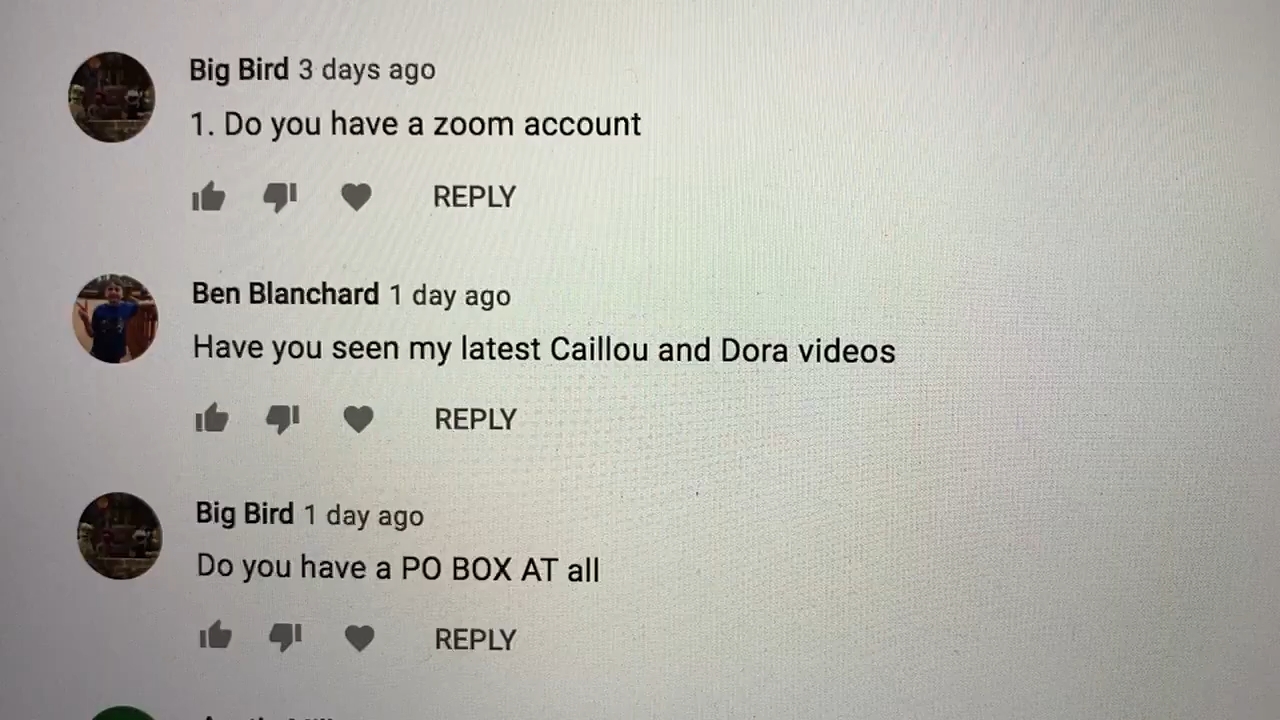 Big Bird 3 days ago
1. Do you have a zoom account
REPLY
Ben Blanchard 1 day ago
Have you seen my latest Caillou and Dora videos
REPLY
Big Bird 1 day ago
Do you have a PO BOX AT all
REPLY